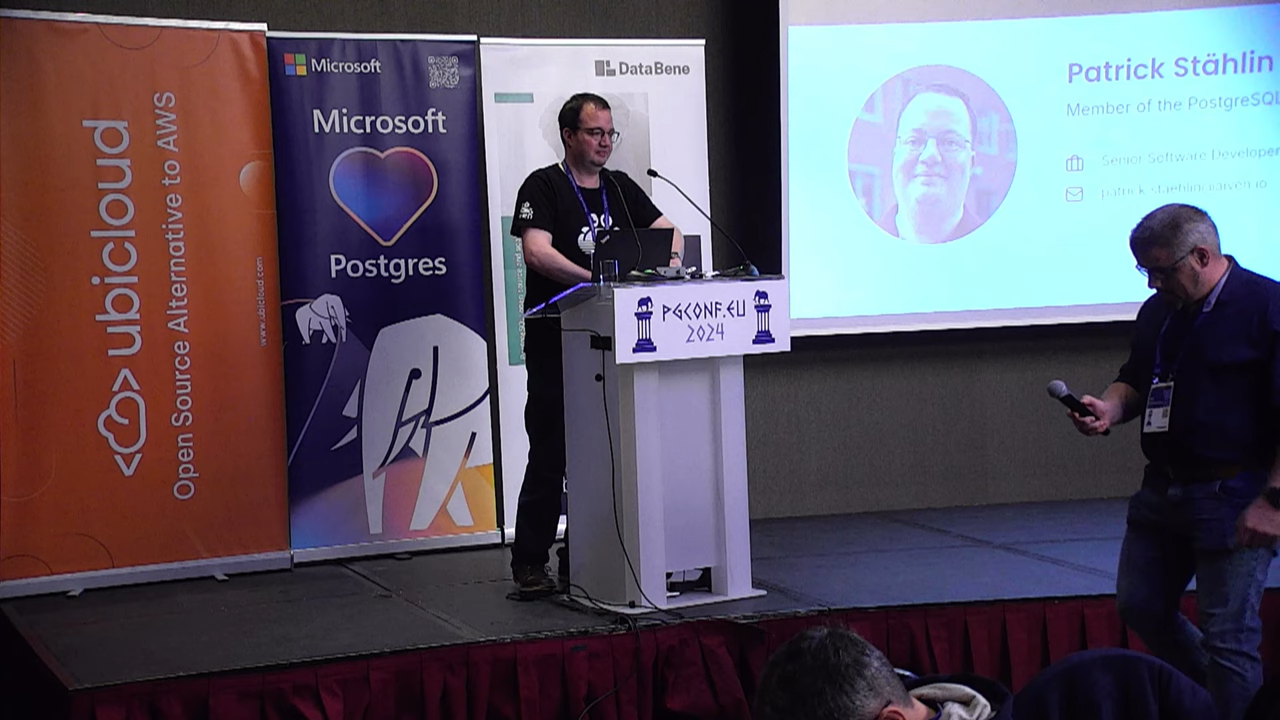 <> ubicloud
Open Source Alternative to AWS
www.ubicloud.com
Microsoft
Microsoft
Postgres
DataBene
PGCONF.EU
2024
Patrick Stählin
Member of the PostgreSQL
Senior Software Developer